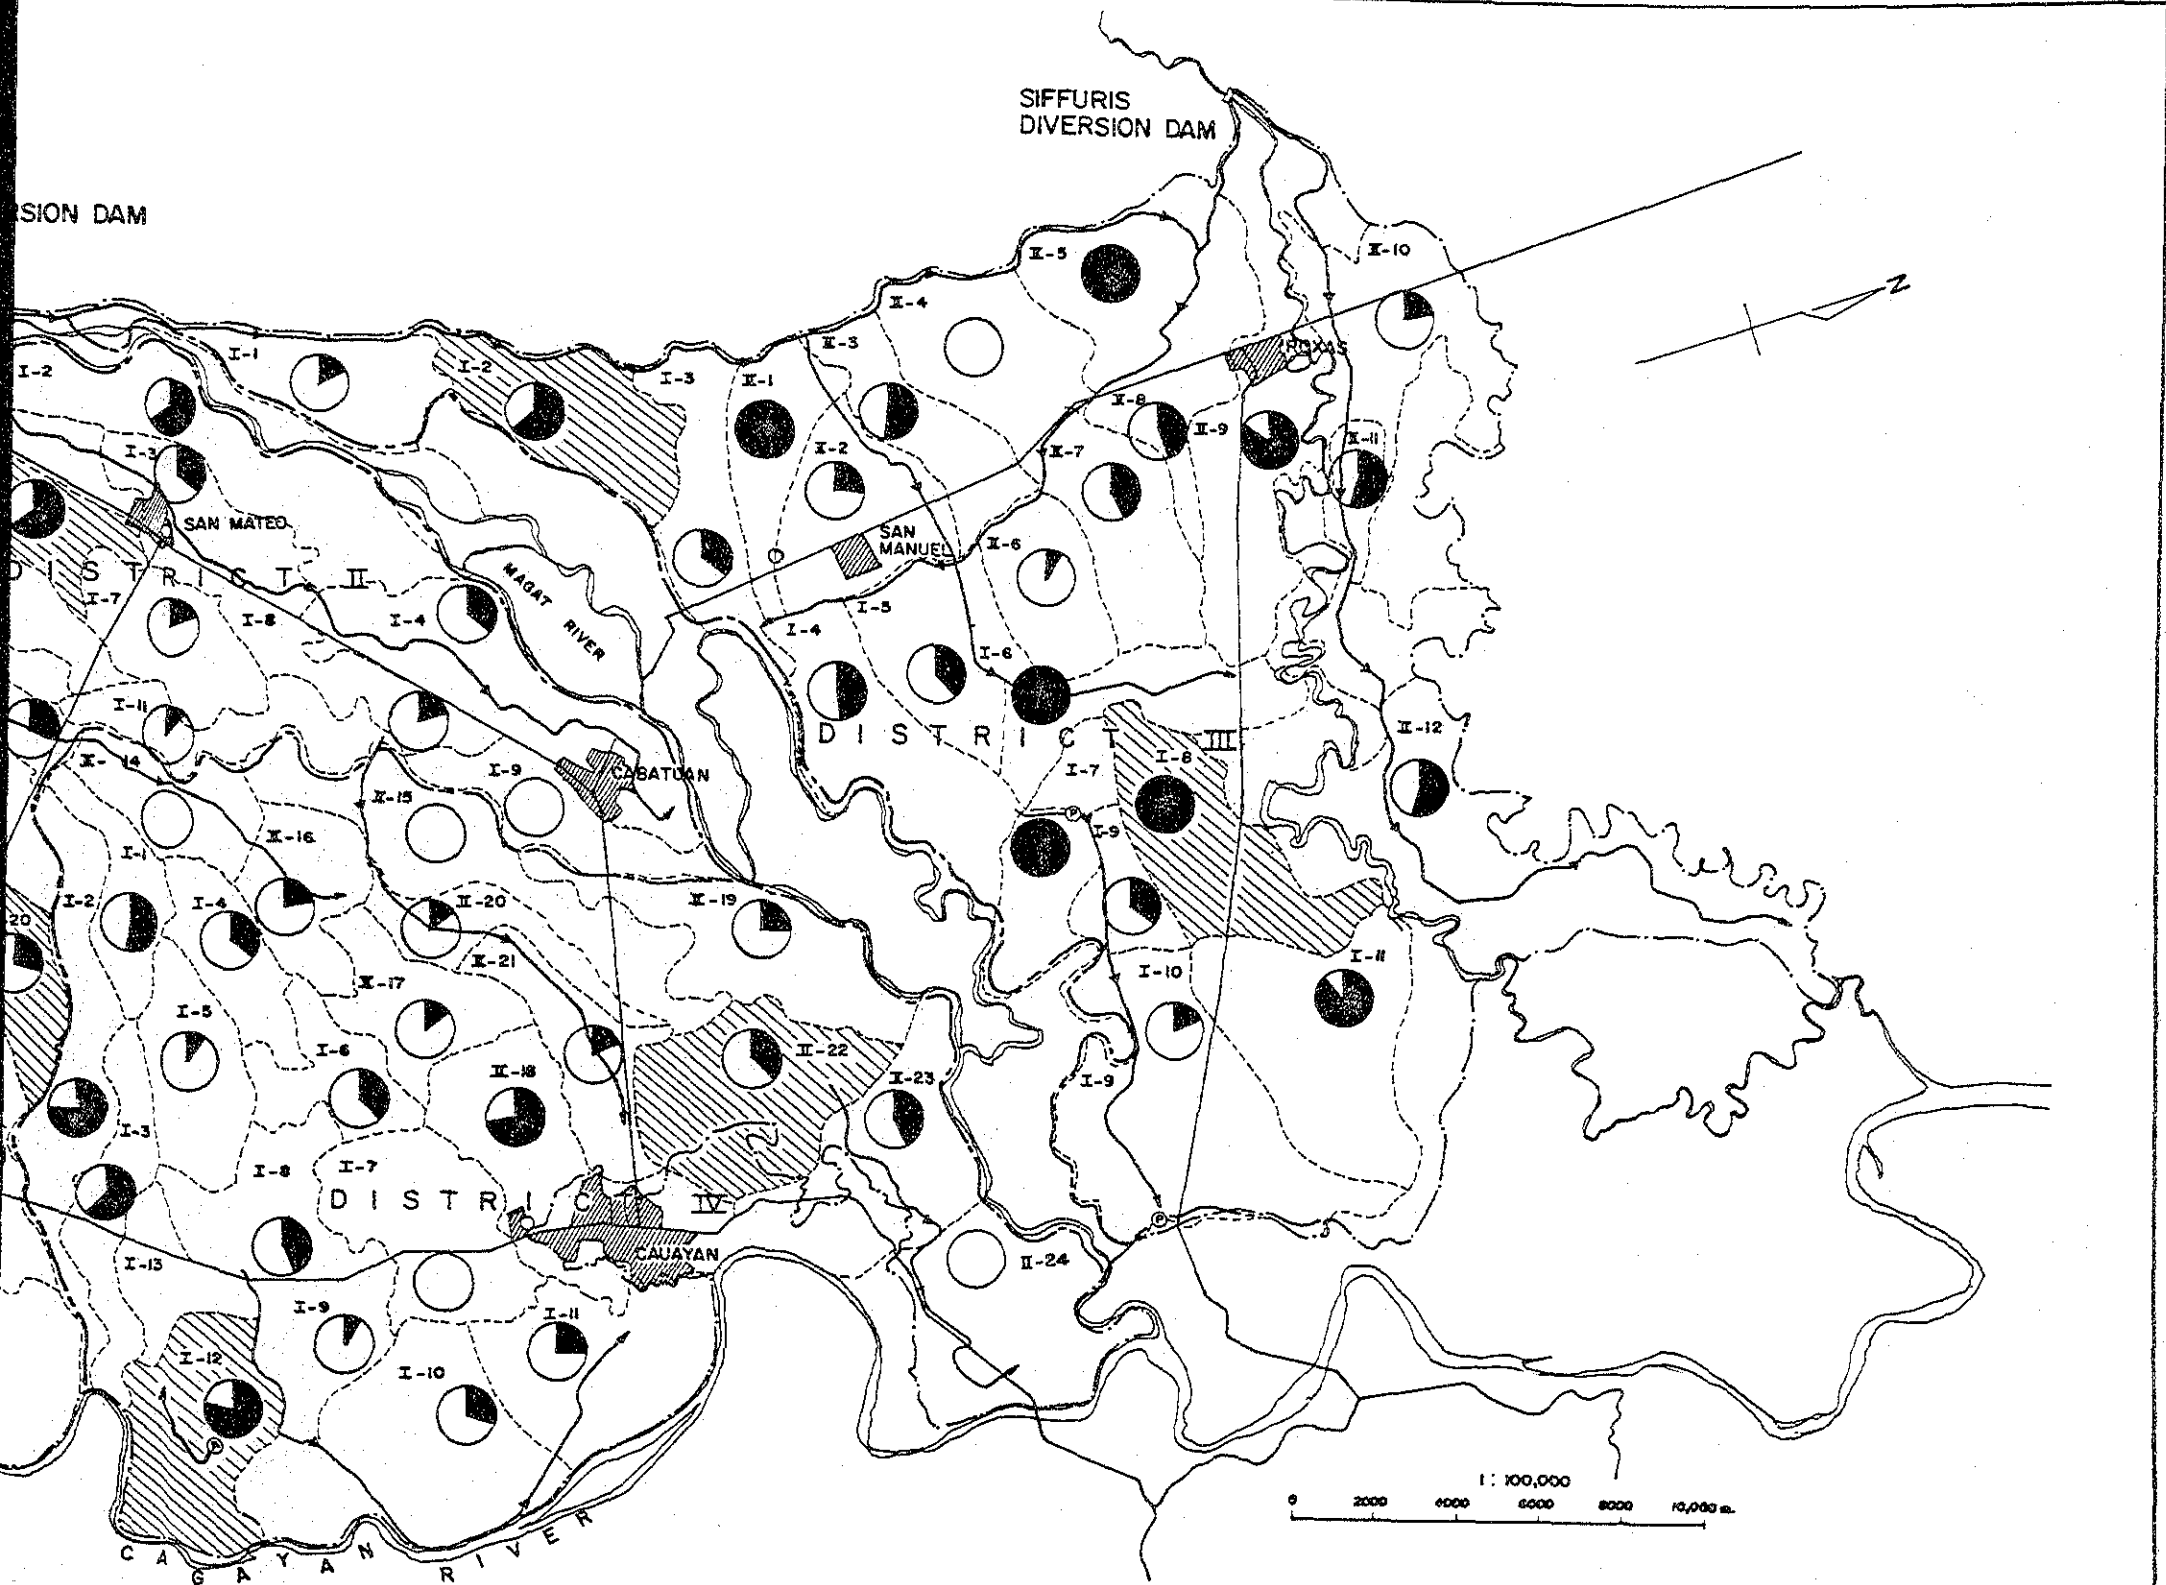 SIFFURIS
DIVERSION DAM
RSION DAM
N
II-5
II-10
II-4
I-1
I-2
I-2
I-3
II-1
II-3
ROXAS
II-8
II-9
II-11
I-3
II-2
II-7
SAN MATEO
SAN
MANUEL
II-6
DISTRICT II
MAGAT RIVER
I-7
I-8
I-4
I-4
I-5
I-6
I-11
DISTRICT III
II-12
II-14
I-9
CABATUAN
I-7
I-8
II-15
P
I-9
I-1
II-16
20
I-2
I-4
II-20
II-19
II-21
I-10
I-11
II-17
I-5
I-6
II-18
II-22
II-23
I-9
I-3
I-8
I-7
DISTRICT IV
P
CAUAYAN
II-24
I-13
I-9
I-11
I-12
I-10
P
CAGAYAN RIVER
1 : 100,000
0 2000 4000 6000 8000 10,000 m.